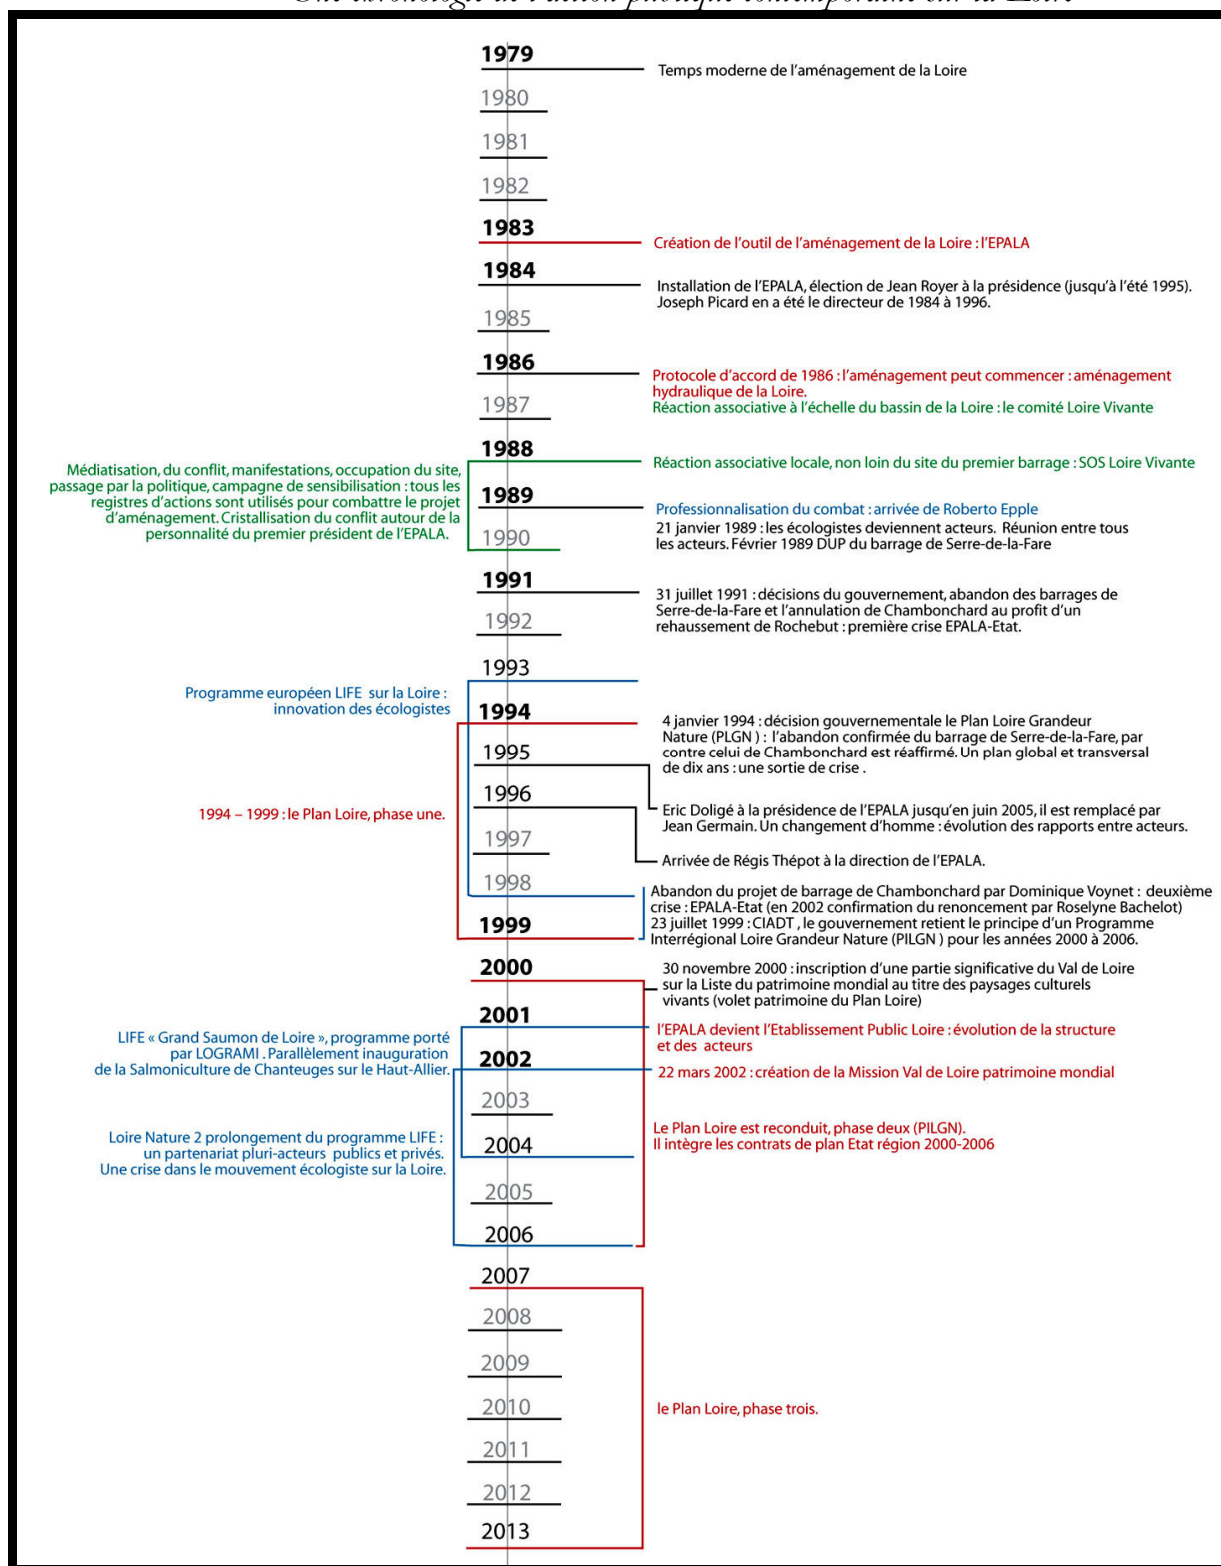 Une chronologie de l'action publique contemporaine sur la Loire
1979
Temps moderne de l'aménagement de la Loire
1980
1981
1982
1983
Création de l'outil de l'aménagement de la Loire : l'EPALA
1984
Installation de l'EPALA, élection de Jean Royer à la présidence (jusqu'à l'été 1995).
Joseph Picard en a été le directeur de 1984 à 1996.
1985
1986
Protocole d'accord de 1986 : l'aménagement peut commencer : aménagement
hydraulique de la Loire.
1987
Réaction associative à l'échelle du bassin de la Loire : le comité Loire Vivante
1988
Réaction associative locale, non loin du site du premier barrage : SOS Loire Vivante
Médiatisation, du conflit, manifestations, occupation du site,
passage par la politique, campagne de sensibilisation : tous les
registres d'actions sont utilisés pour combattre le projet
d'aménagement. Cristallisation du conflit autour de la
personnalité du premier président de l'EPALA.
1989
Professionnalisation du combat : arrivée de Roberto Epple
21 janvier 1989 : les écologistes deviennent acteurs. Réunion entre tous
les acteurs. Février 1989 DUP du barrage de Serre-de-la-Fare
1990
1991
31 juillet 1991 : décisions du gouvernement, abandon des barrages de
Serre-de-la-Fare et l'annulation de Chambonchard au profit d'un
rehaussement de Rochebut : première crise EPALA-Etat.
1992
1993
Programme européen LIFE sur la Loire :
innovation des écologistes
1994
4 janvier 1994 : décision gouvernementale le Plan Loire Grandeur
Nature (PLGN ) : l'abandon confirmée du barrage de Serre-de-la-Fare, par
contre celui de Chambonchard est réaffirmé. Un plan global et transversal
de dix ans : une sortie de crise .
1995
1996
1994 – 1999 : le Plan Loire, phase une.
Eric Doligé à la présidence de l'EPALA jusqu'en juin 2005, il est remplacé par
Jean Germain. Un changement d'homme : évolution des rapports entre acteurs.
1997
Arrivée de Régis Thépot à la direction de l'EPALA.
1998
Abandon du projet de barrage de Chambonchard par Dominique Voynet : deuxième
crise : EPALA-Etat (en 2002 confirmation du renoncement par Roselyne Bachelot)
1999
23 juillet 1999 : CIADT , le gouvernement retient le principe d'un Programme
Interrégional Loire Grandeur Nature (PILGN ) pour les années 2000 à 2006.
2000
30 novembre 2000 : inscription d'une partie significative du Val de Loire
sur la Liste du patrimoine mondial au titre des paysages culturels
vivants (volet patrimoine du Plan Loire)
2001
l'EPALA devient l'Etablissement Public Loire : évolution de la structure
et des acteurs
LIFE « Grand Saumon de Loire », programme porté
par LOGRAMI . Parallèlement inauguration
de la Salmoniculture de Chanteuges sur le Haut-Allier.
2002
22 mars 2002 : création de la Mission Val de Loire patrimoine mondial
2003
Le Plan Loire est reconduit, phase deux (PILGN).
Il intègre les contrats de plan Etat région 2000-2006
Loire Nature 2 prolongement du programme LIFE :
un partenariat pluri-acteurs publics et privés.
Une crise dans le mouvement écologiste sur la Loire.
2004
2005
2006
2007
2008
2009
2010
le Plan Loire, phase trois.
2011
2012
2013